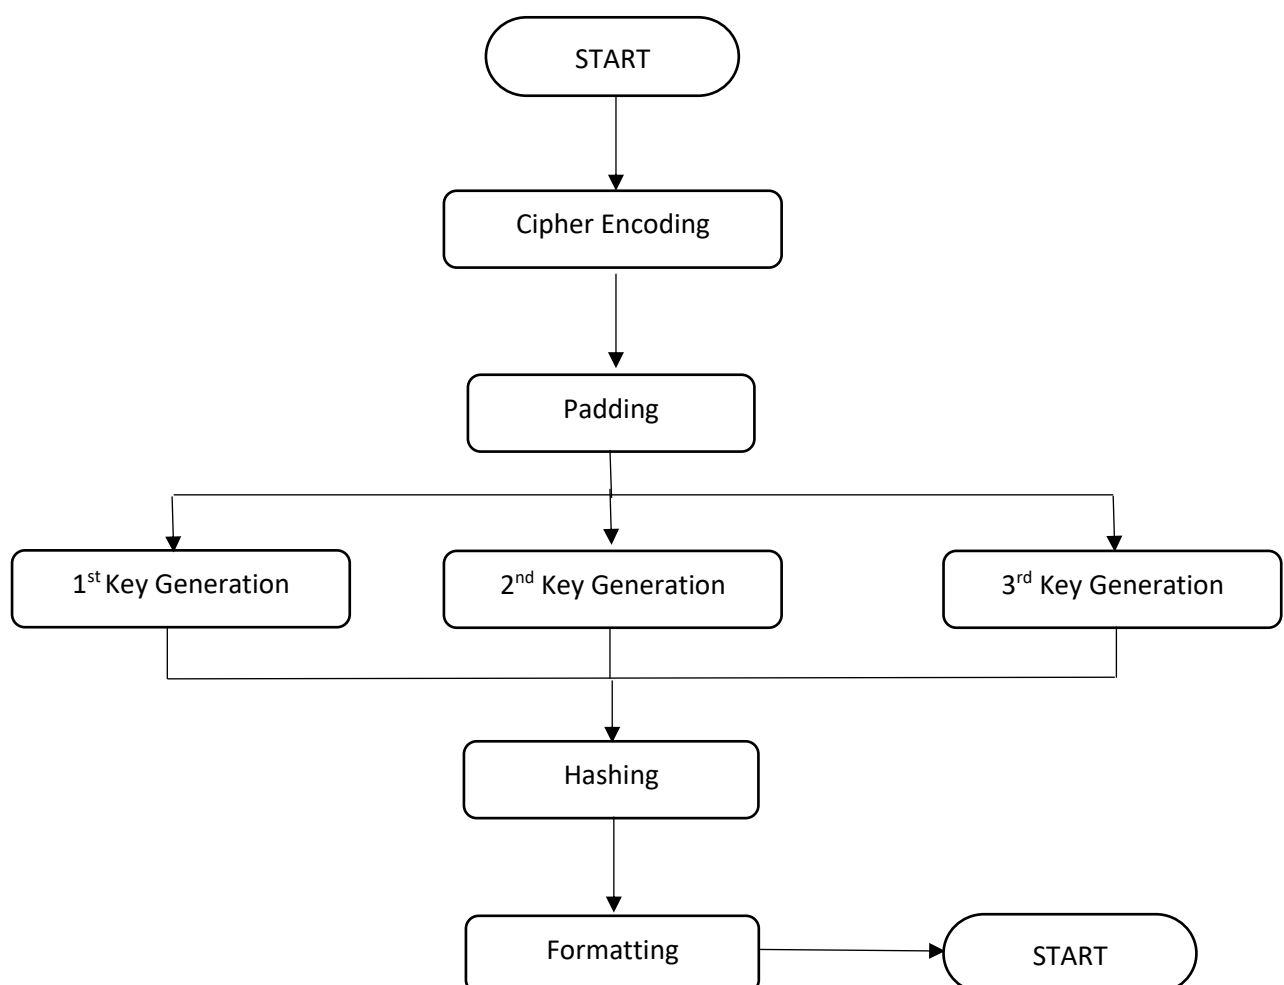 START
Cipher Encoding
Padding
1st Key Generation
2nd Key Generation
3rd Key Generation
Hashing
Formatting
START